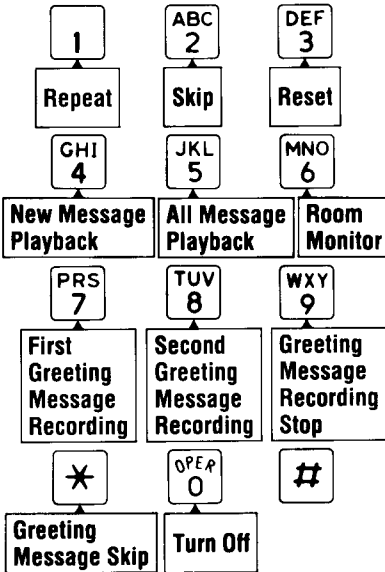 1
ABC
2
DEF
3
Repeat
Skip
Reset
GHI
4
JKL
5
MNO
6
New Message
Playback
All Message
Playback
Room
Monitor
PRS
7
TUV
8
WXY
9
First
Greeting
Message
Recording
Second
Greeting
Message
Recording
Greeting
Message
Recording
Stop
*
OPER
0
#
Greeting
Message Skip
Turn Off